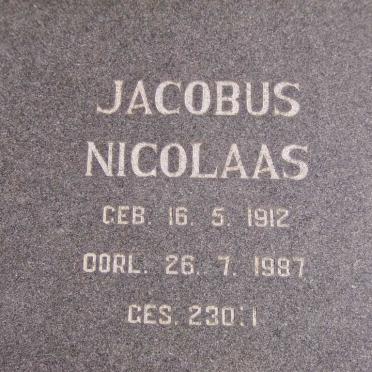 JACOBUS
NICOLAAS
GEB. 16. 5. 1912
OORL. 26. 7. 1987
GES. 230:1